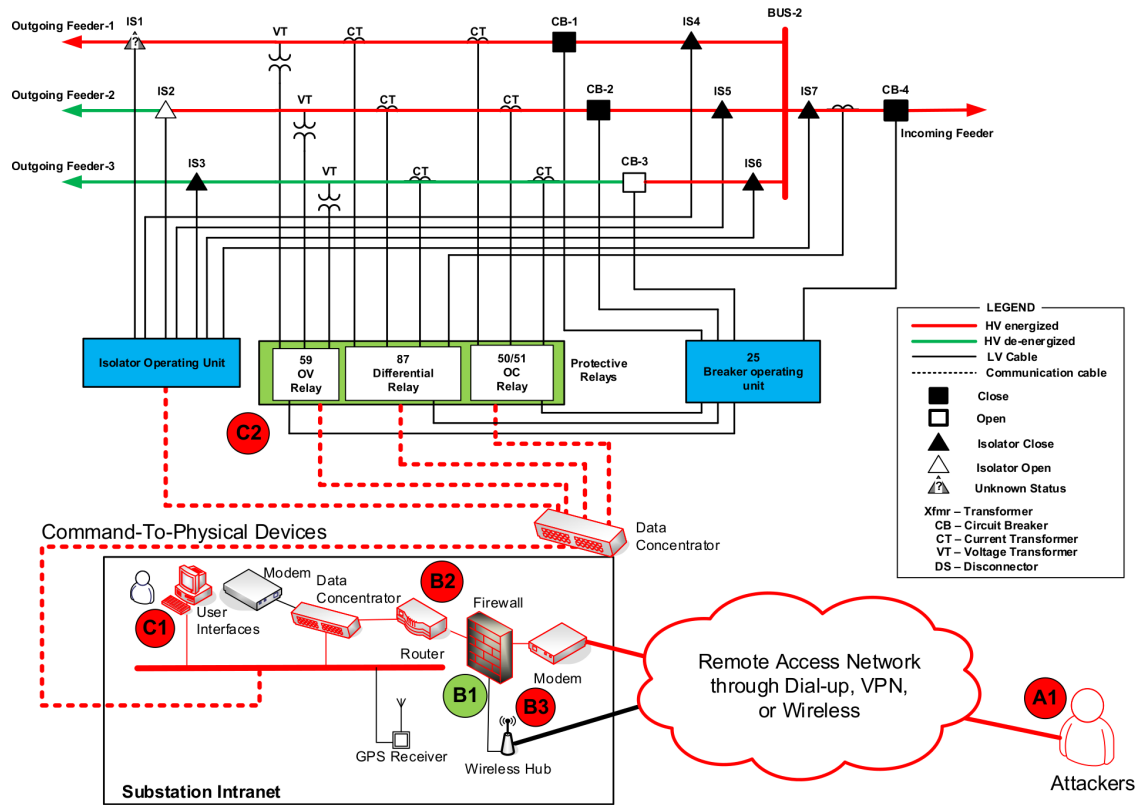 IS1
VT
CT
CT
CB-1
IS4
BUS-2
Outgoing Feeder-1
?
IS2
VT
CT
CT
CB-2
IS5
IS7
CB-4
Outgoing Feeder-2
Incoming Feeder
IS3
VT
CT
CT
CB-3
IS6
Outgoing Feeder-3
Isolator Operating Unit
59
OV
Relay
87
Differential
Relay
50/51
OC
Relay
Protective
Relays
25
Breaker operating
unit
LEGEND
HV energized
HV de-energized
LV Cable
Communication cable
Close
Open
Isolator Close
Isolator Open
?
Unknown Status
Xfmr – Transformer
CB – Circuit Breaker
CT – Current Transformer
VT – Voltage Transformer
DS – Disconnector
C2
Data
Concentrator
Command-To-Physical Devices
Modem
Data
Concentrator
B2
Firewall
C1
User
Interfaces
Router
Modem
B1
B3
GPS Receiver
Wireless Hub
Substation Intranet
Remote Access Network
through Dial-up, VPN,
or Wireless
A1
Attackers